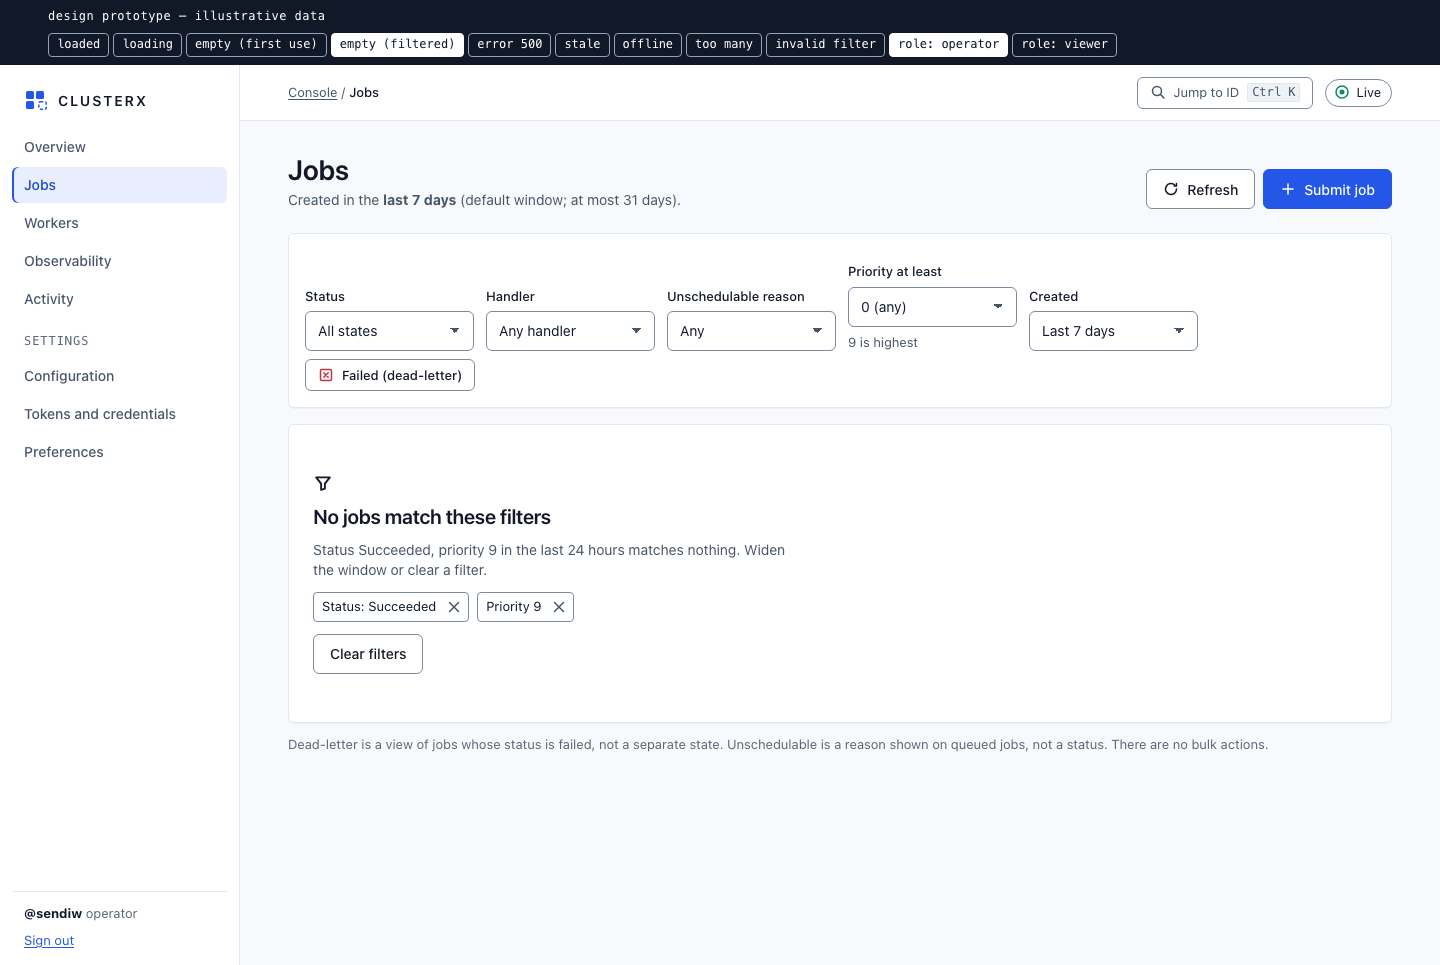 design prototype — illustrative data
loaded loading empty (first use) empty (filtered) error 500 stale offline too many invalid filter role: operator role: viewer
CLUSTERX
Overview
Jobs
Workers
Observability
Activity
SETTINGS
Configuration
Tokens and credentials
Preferences
@sendiw operator
Sign out
Console / Jobs
Jump to ID Ctrl K
Live
Jobs
Created in the last 7 days (default window; at most 31 days).
Refresh
Submit job
Status
All states
Handler
Any handler
Unschedulable reason
Any
Priority at least
0 (any)
9 is highest
Created
Last 7 days
Failed (dead-letter)
No jobs match these filters
Status Succeeded, priority 9 in the last 24 hours matches nothing. Widen
the window or clear a filter.
Status: Succeeded
Priority 9
Clear filters
Dead-letter is a view of jobs whose status is failed, not a separate state. Unschedulable is a reason shown on queued jobs, not a status. There are no bulk actions.